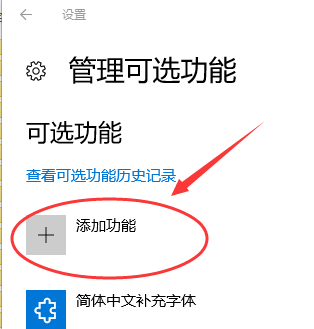 设置
管理可选功能
可选功能
查看可选功能历史记录
添加功能
简体中文补充字体